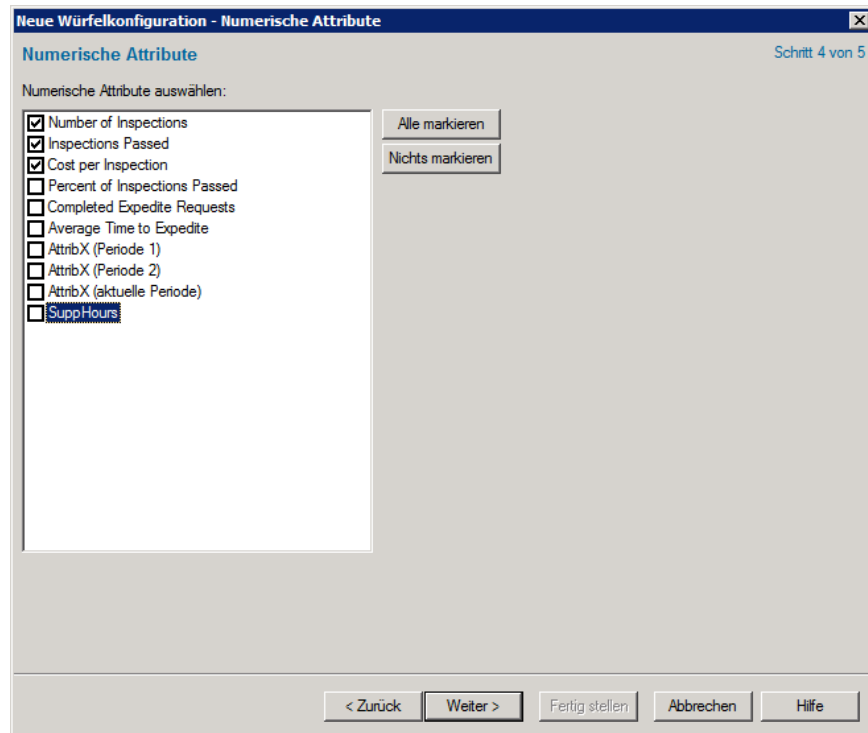 Neue Würfelkonfiguration - Numerische Attribute
Numerische Attribute
Schritt 4 von 5
Numerische Attribute auswählen:
Number of Inspections
Inspections Passed
Cost per Inspection
Percent of Inspections Passed
Completed Expedite Requests
Average Time to Expedite
AttribX (Periode 1)
AttribX (Periode 2)
AttribX (aktuelle Periode)
SuppHours
Alle markieren
Nichts markieren
< Zurück
Weiter >
Fertig stellen
Abbrechen
Hilfe